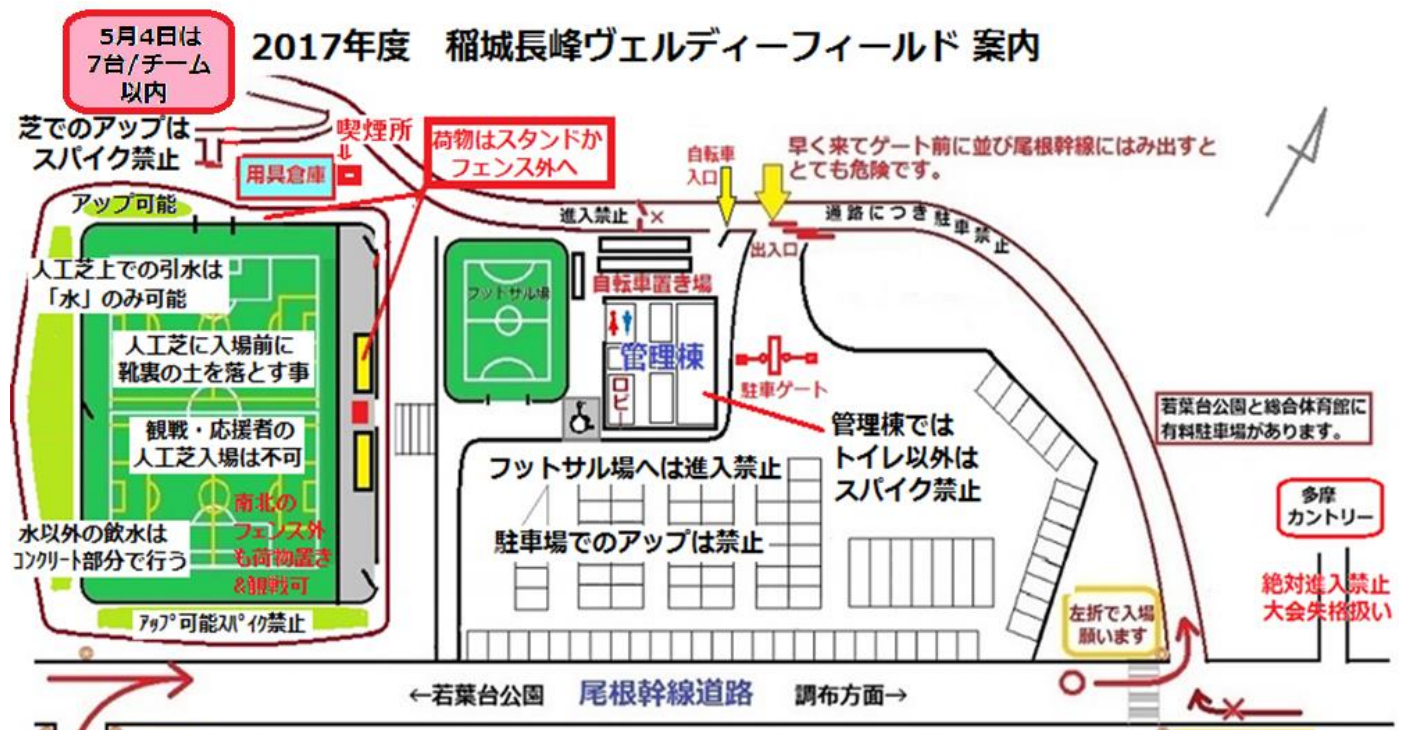 5月4日は
7台/チーム
以内
2017年度 稲城長峰ヴェルディーフィールド 案内
芝でのアップは
スパイク禁止
喫煙所
⇓
用具倉庫
荷物はスタンドか
フェンス外へ
自転車
入口
早く来てゲート前に並び尾根幹線にはみ出すと
とても危険です。
アップ可能
進入禁止
×
出入口
通路につき駐車禁止
人工芝上での引水は
「水」のみ可能
フットサル場
自転車置き場
人工芝に入場前に
靴裏の土を落とす事
管理棟
ロビー
駐車ゲート
若葉台公園と総合体育館に
有料駐車場があります。
観戦・応援者の
人工芝入場は不可
管理棟では
トイレ以外は
スパイク禁止
フットサル場へは進入禁止
多摩
カントリー
南北の
フェンス外
も荷物置き
&観戦可
水以外の飲水は
コンクリート部分で行う
駐車場でのアップは禁止
絶対進入禁止
大会失格扱い
左折で入場
願います
アップ可能スパイク禁止
←若葉台公園 尾根幹線道路 調布方面→